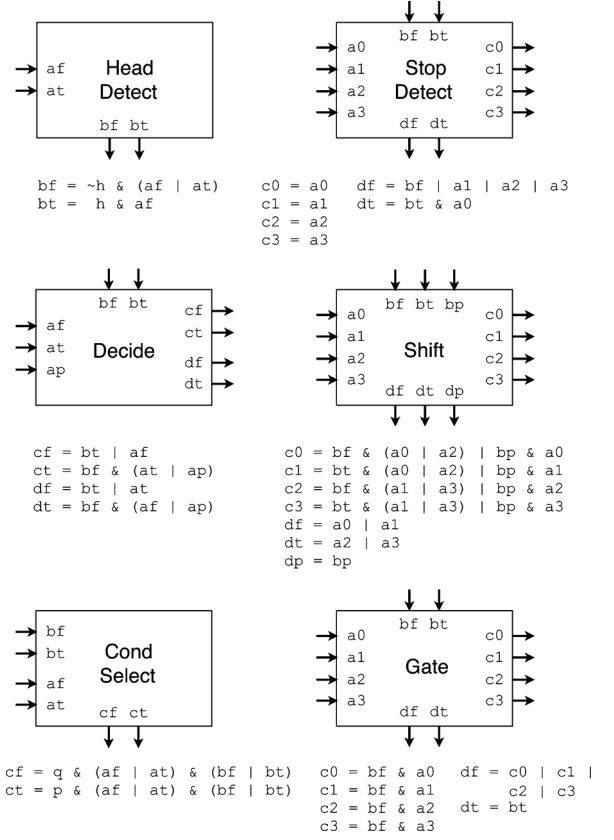 af
at
Head
Detect
bf bt
bf = ~h & (af | at)
bt =  h & af
bf bt
a0
a1
a2
a3
Stop
Detect
c0
c1
c2
c3
df dt
c0 = a0
c1 = a1
c2 = a2
c3 = a3
df = bf | a1 | a2 | a3
dt = bt & a0
bf bt
af
at
ap
Decide
cf
ct
df
dt
cf = bt | af
ct = bf & (at | ap)
df = bt | at
dt = bf & (af | ap)
bf bt bp
a0
a1
a2
a3
Shift
c0
c1
c2
c3
df dt dp
c0 = bf & (a0 | a2) | bp & a0
c1 = bt & (a0 | a2) | bp & a1
c2 = bf & (a1 | a3) | bp & a2
c3 = bt & (a1 | a3) | bp & a3
df = a0 | a1
dt = a2 | a3
dp = bp
bf
bt
af
at
Cond
Select
cf ct
cf = q & (af | at) & (bf | bt)
ct = p & (af | at) & (bf | bt)
bf bt
a0
a1
a2
a3
Gate
c0
c1
c2
c3
df dt
c0 = bf & a0
c1 = bf & a1
c2 = bf & a2
c3 = bf & a3
df = c0 | c1 |
c2 | c3
dt = bt